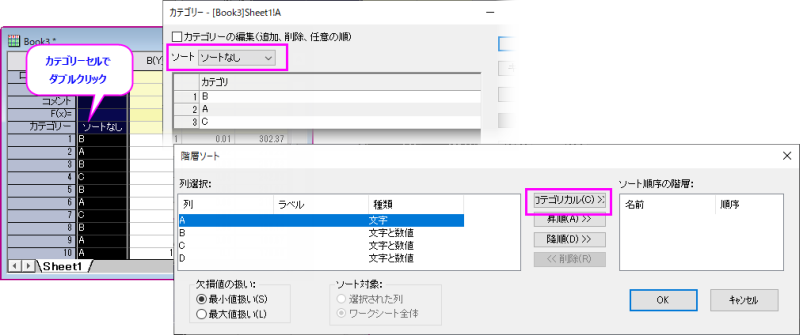 Book3 *
カテゴリーセルで
ダブルクリック
B(Y)
コメント
F(x)=
カテゴリー
ソートなし
1 B
2 A
3 B
4 C
5 B
6 A
7 C
8 B
9 A
10 A
1
Sheet1
カテゴリー - [Book3]Sheet1!A
カテゴリーの編集(追加、削除、任意の順)
ソート ソートなし
カテゴリ
1 B
2 A
3 C
1 0.01 302.37
階層ソート
列選択:
列 ラベル 種類
A 文字
B 文字と数値
C 文字と数値
D 文字と数値
カテゴリカル(C) >>
昇順(A) >>
降順(D) >>
<< 削除(R)
ソート順序の階層:
名前 順序
欠損値の扱い:
最小値扱い(S)
最大値扱い(L)
ソート対象:
選択された列
ワークシート全体
OK
キャンセル